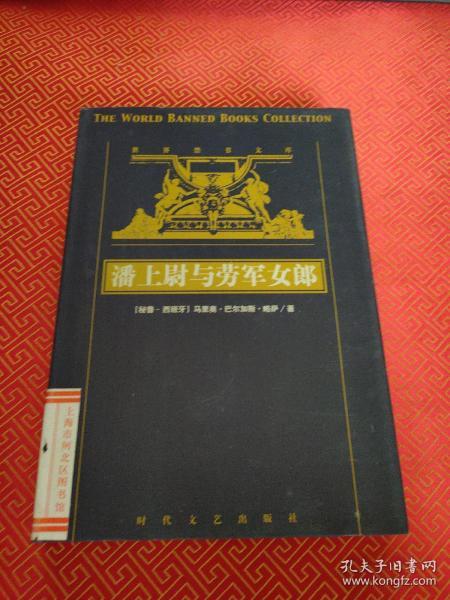 THE WORLD BANNED BOOKS COLLECTION
世界禁书文库
潘上尉与劳军女郎
[秘鲁-西班牙] 马里奥·巴尔加斯·略萨/著
上海市闸北区图书馆
时代文艺出版社
孔夫子旧书网
www.kongfz.com